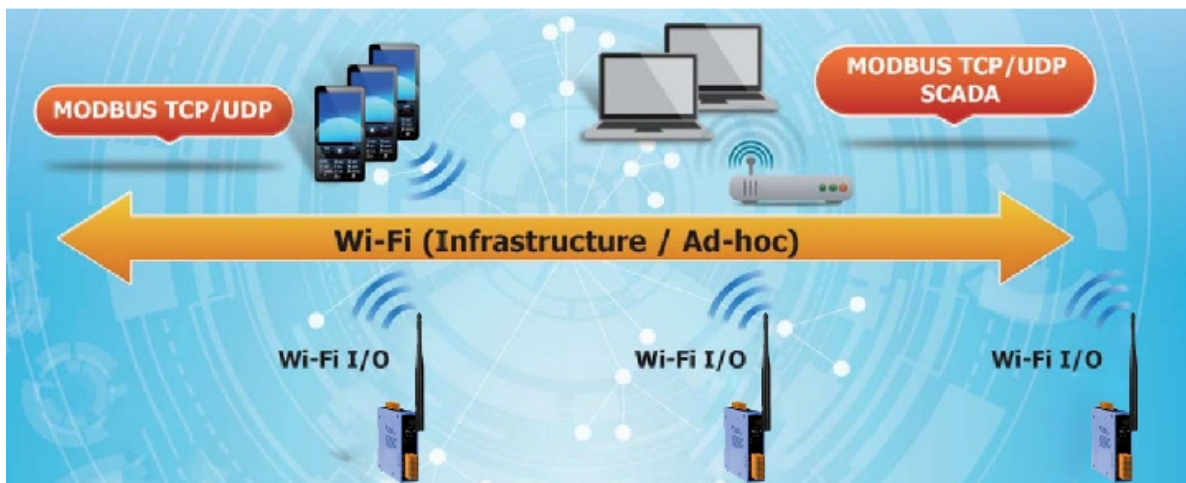 MODBUS TCP/UDP
MODBUS TCP/UDP
SCADA
Wi-Fi (Infrastructure / Ad-hoc)
Wi-Fi I/O
Wi-Fi I/O
Wi-Fi I/O